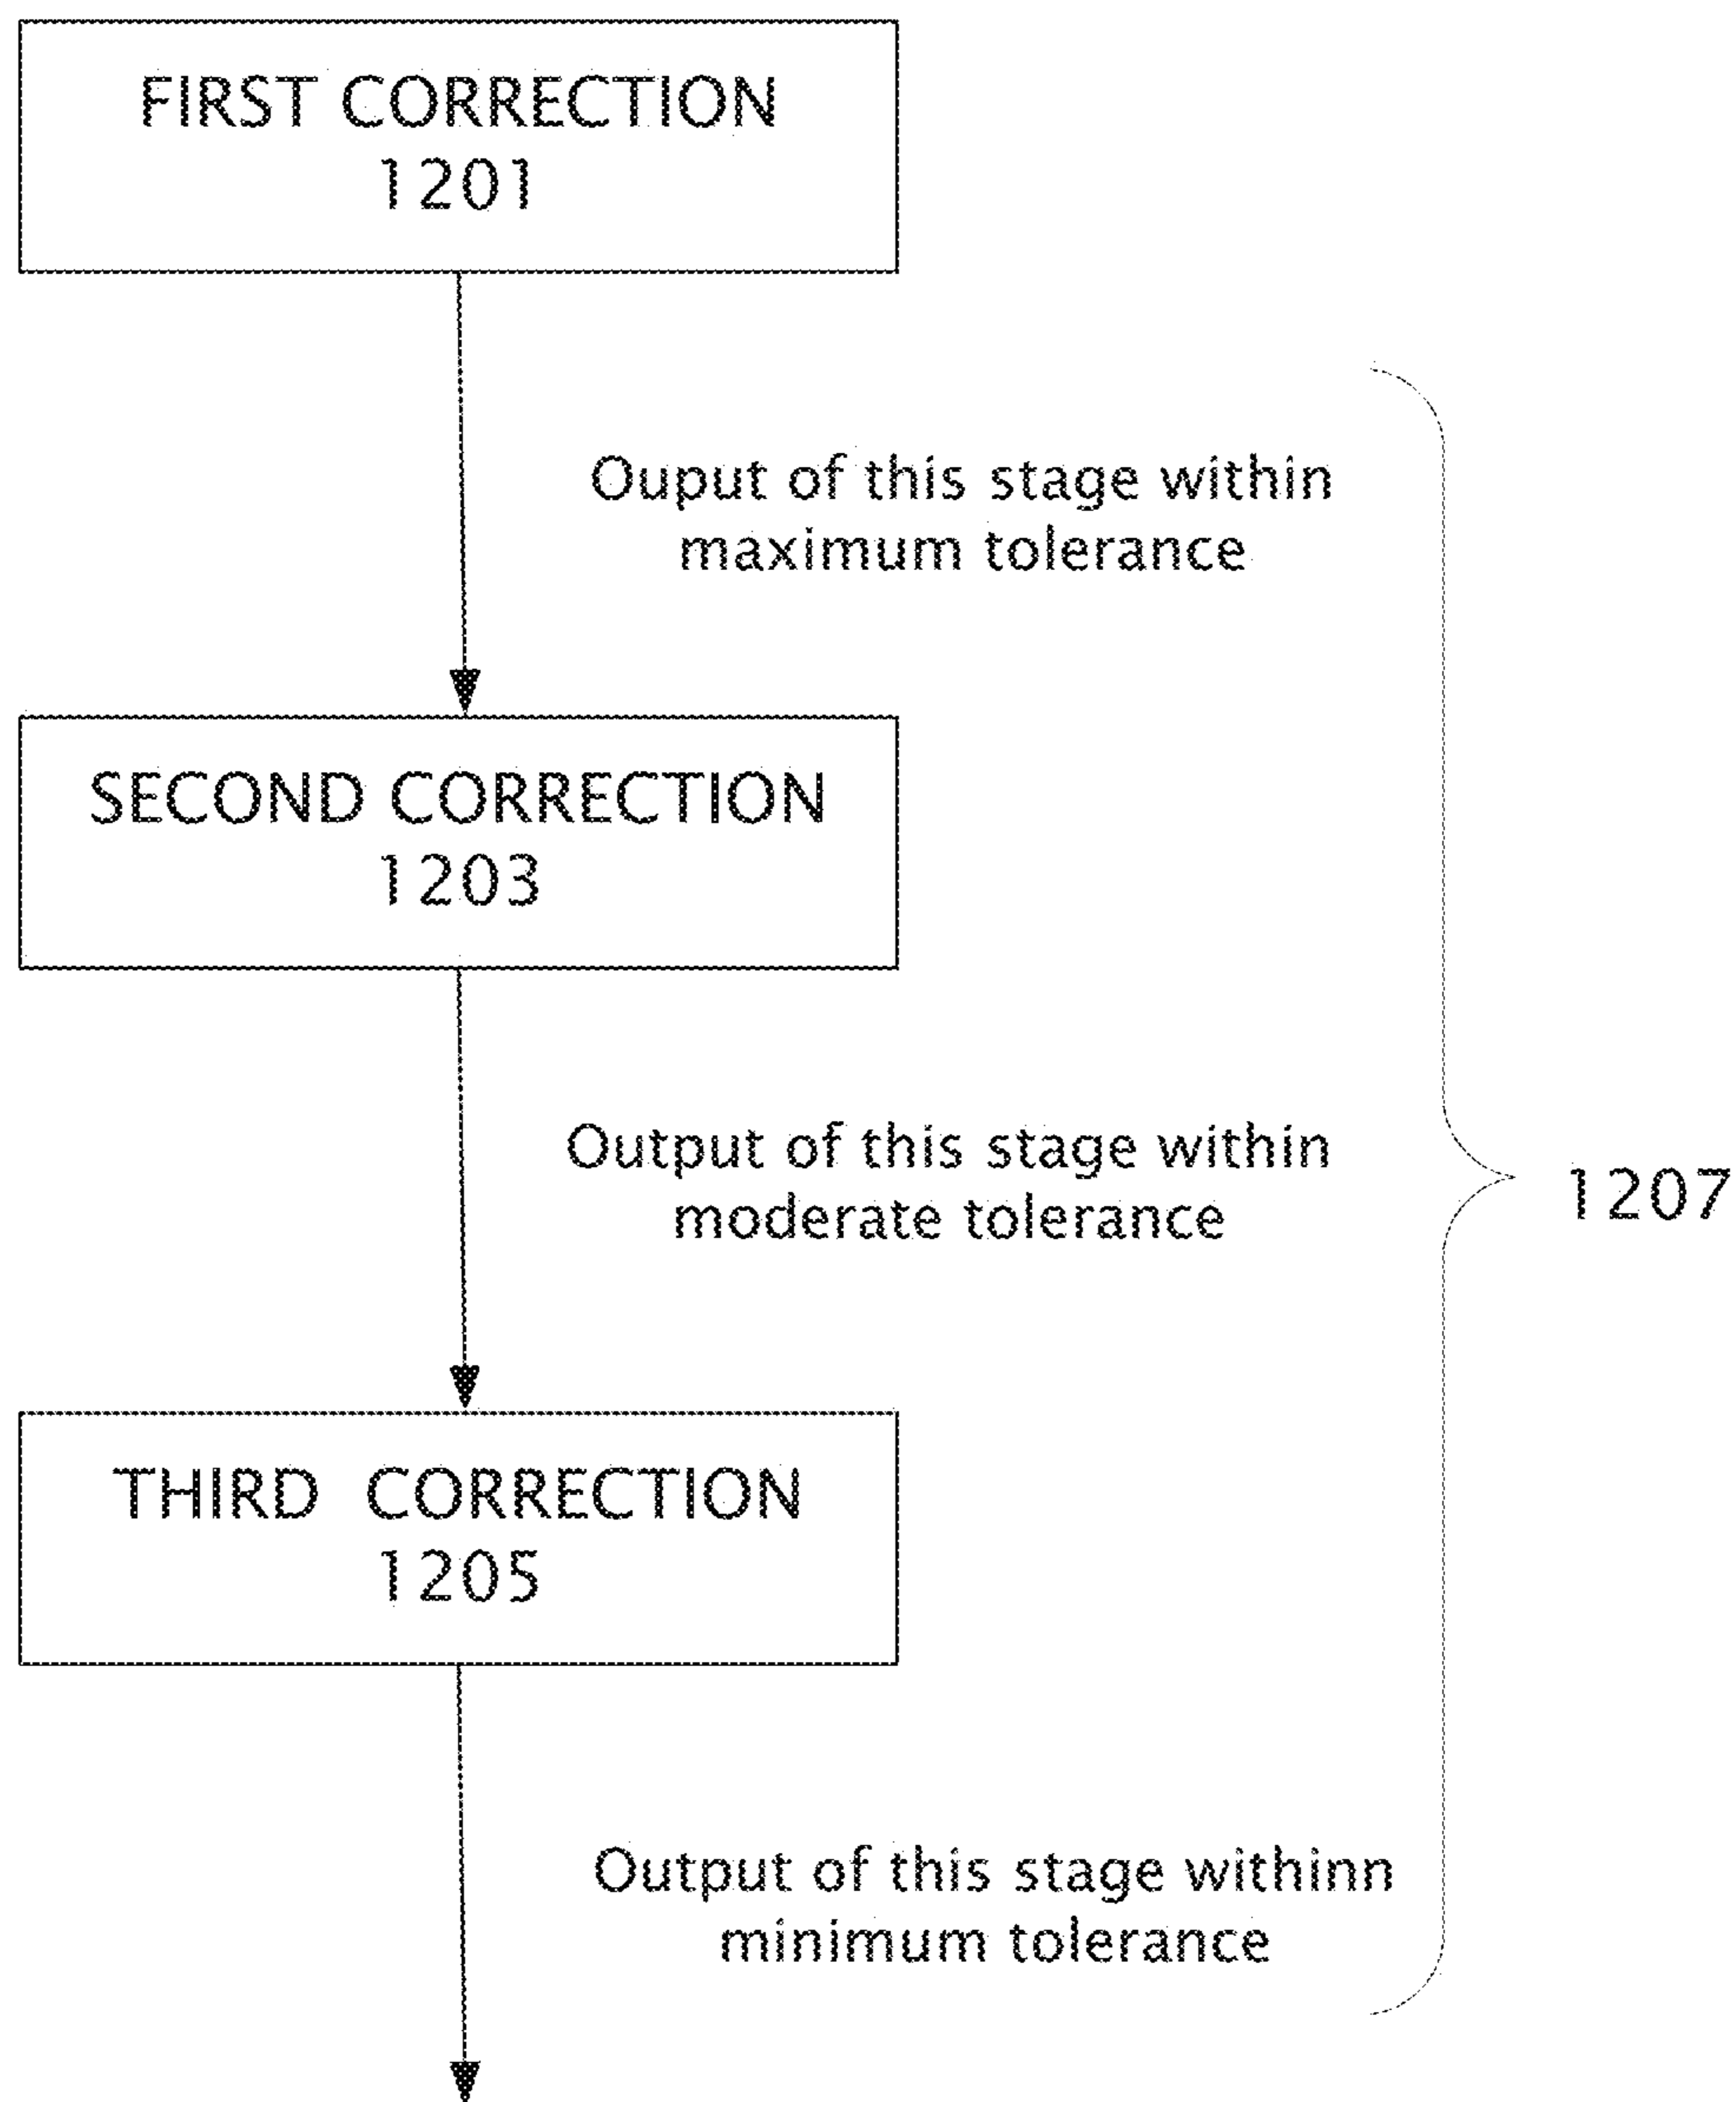 FIRST CORRECTION
1201
Ouput of this stage within
maximum tolerance
SECOND CORRECTION
1203
Output of this stage within
moderate tolerance
1207
THIRD CORRECTION
1205
Output of this stage withinn
minimum tolerance